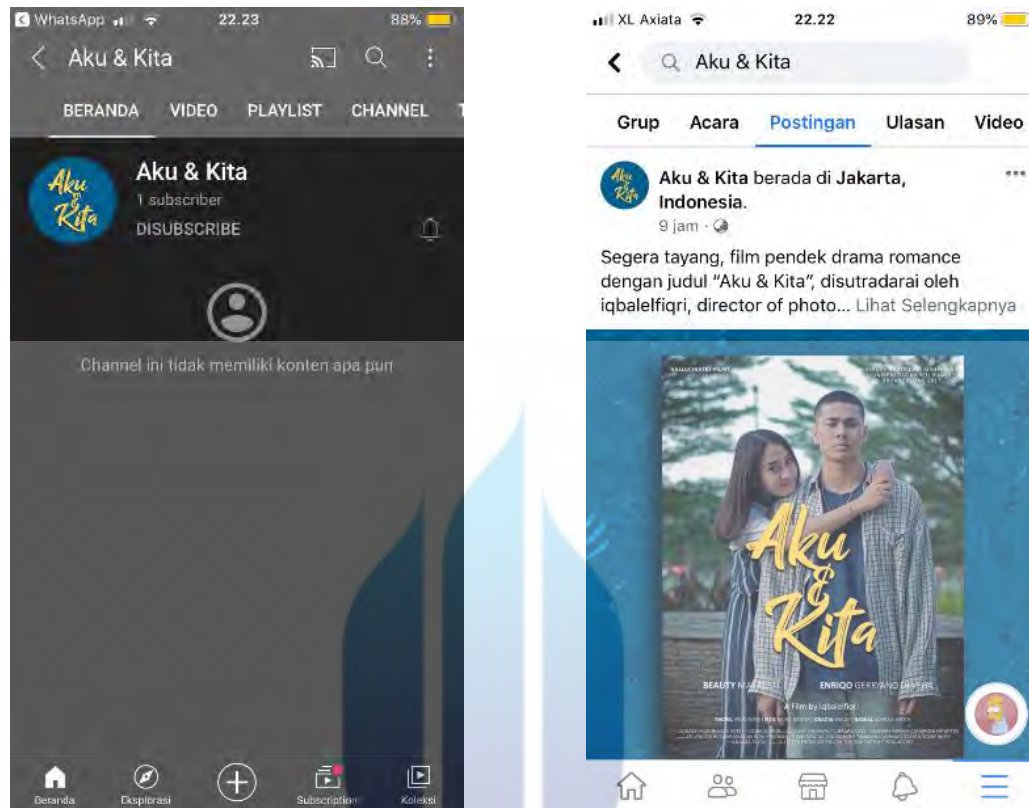 WhatsApp 22.23 88%
Aku & Kita
BERANDA VIDEO PLAYLIST CHANNEL
Aku & Kita
Aku & Kita
1 subscriber
DISUBSCRIBE
Channel ini tidak memiliki konten apa pun
Beranda Eksplorasi Subscription Koleksi
XL Axiata 22.22 89%
Aku & Kita
Grup Acara Postingan Ulasan Video
Aku & Kita
Aku & Kita berada di Jakarta,
Indonesia.
9 jam ·
Segera tayang, film pendek drama romance
dengan judul “Aku & Kita”, disutradarai oleh
iqbalelfiqri, director of photo... Lihat Selengkapnya
Aku
&
Kita
BEAUTY ENRIQO
A Film by iqbalelfiqri